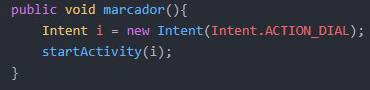 public void marcador(){
    Intent i = new Intent(Intent.ACTION_DIAL);
    startActivity(i);
}